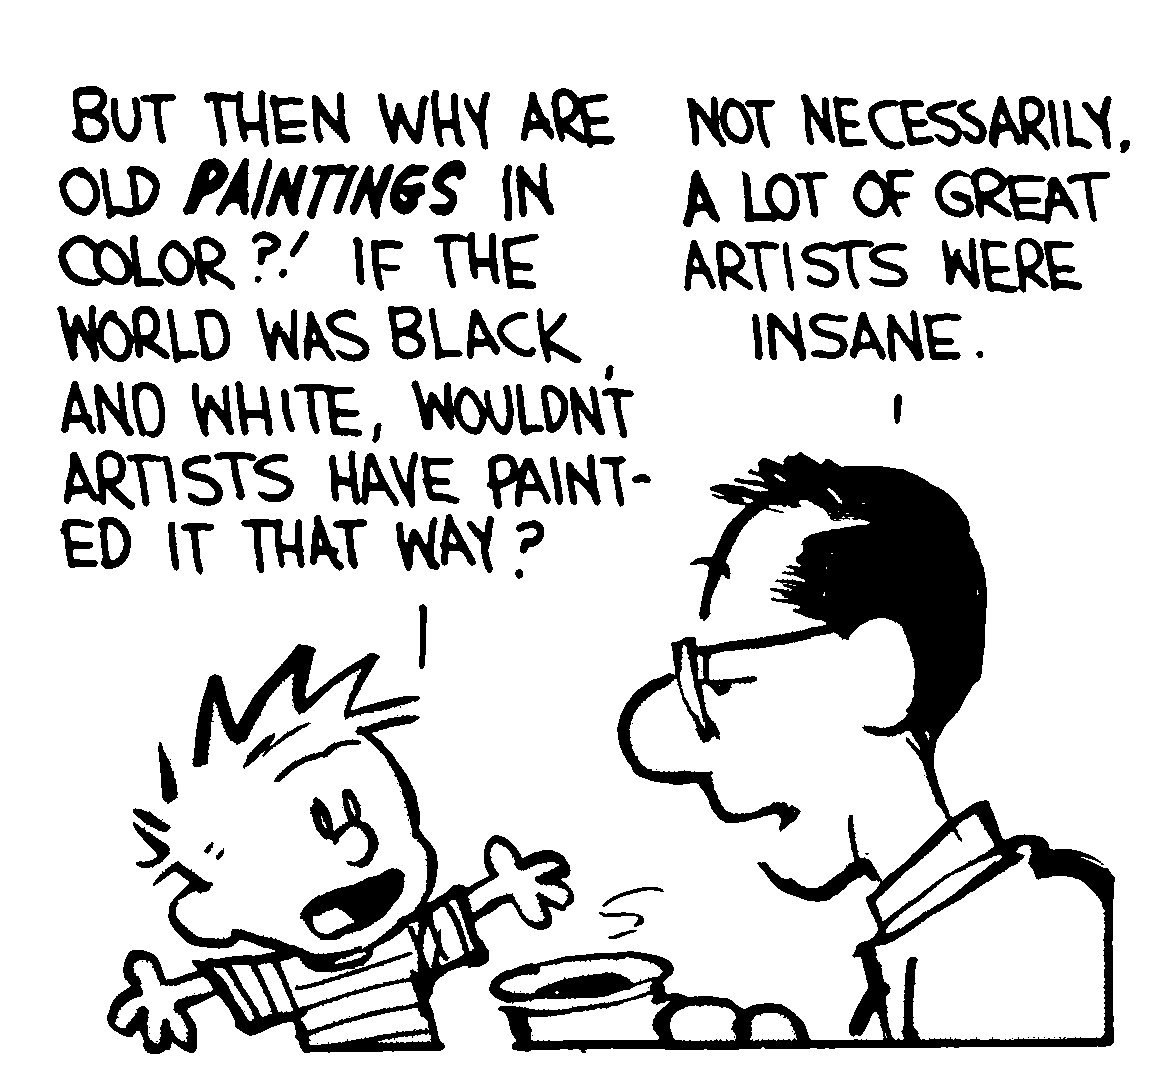 BUT THEN WHY ARE
OLD PAINTINGS IN
COLOR?! IF THE
WORLD WAS BLACK
AND WHITE, WOULDN'T
ARTISTS HAVE PAINT-
ED IT THAT WAY?
NOT NECESSARILY.
A LOT OF GREAT
ARTISTS WERE
INSANE.